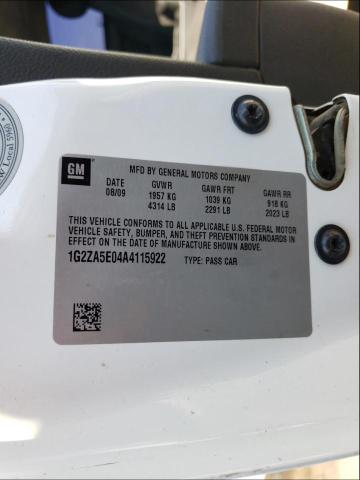 GM
MFD BY GENERAL MOTORS COMPANY
DATE GVWR GAWR FRT GAWR RR
08/09 1957 KG 1039 KG 918 KG
4314 LB 2291 LB 2023 LB
THIS VEHICLE CONFORMS TO ALL APPLICABLE U.S. FEDERAL MOTOR
VEHICLE SAFETY, BUMPER, AND THEFT PREVENTION STANDARDS
IN EFFECT ON THE DATE OF MANUFACTURE SHOWN ABOVE.
1G2ZA5E04A4115922 TYPE: PASS CAR
Local 5960